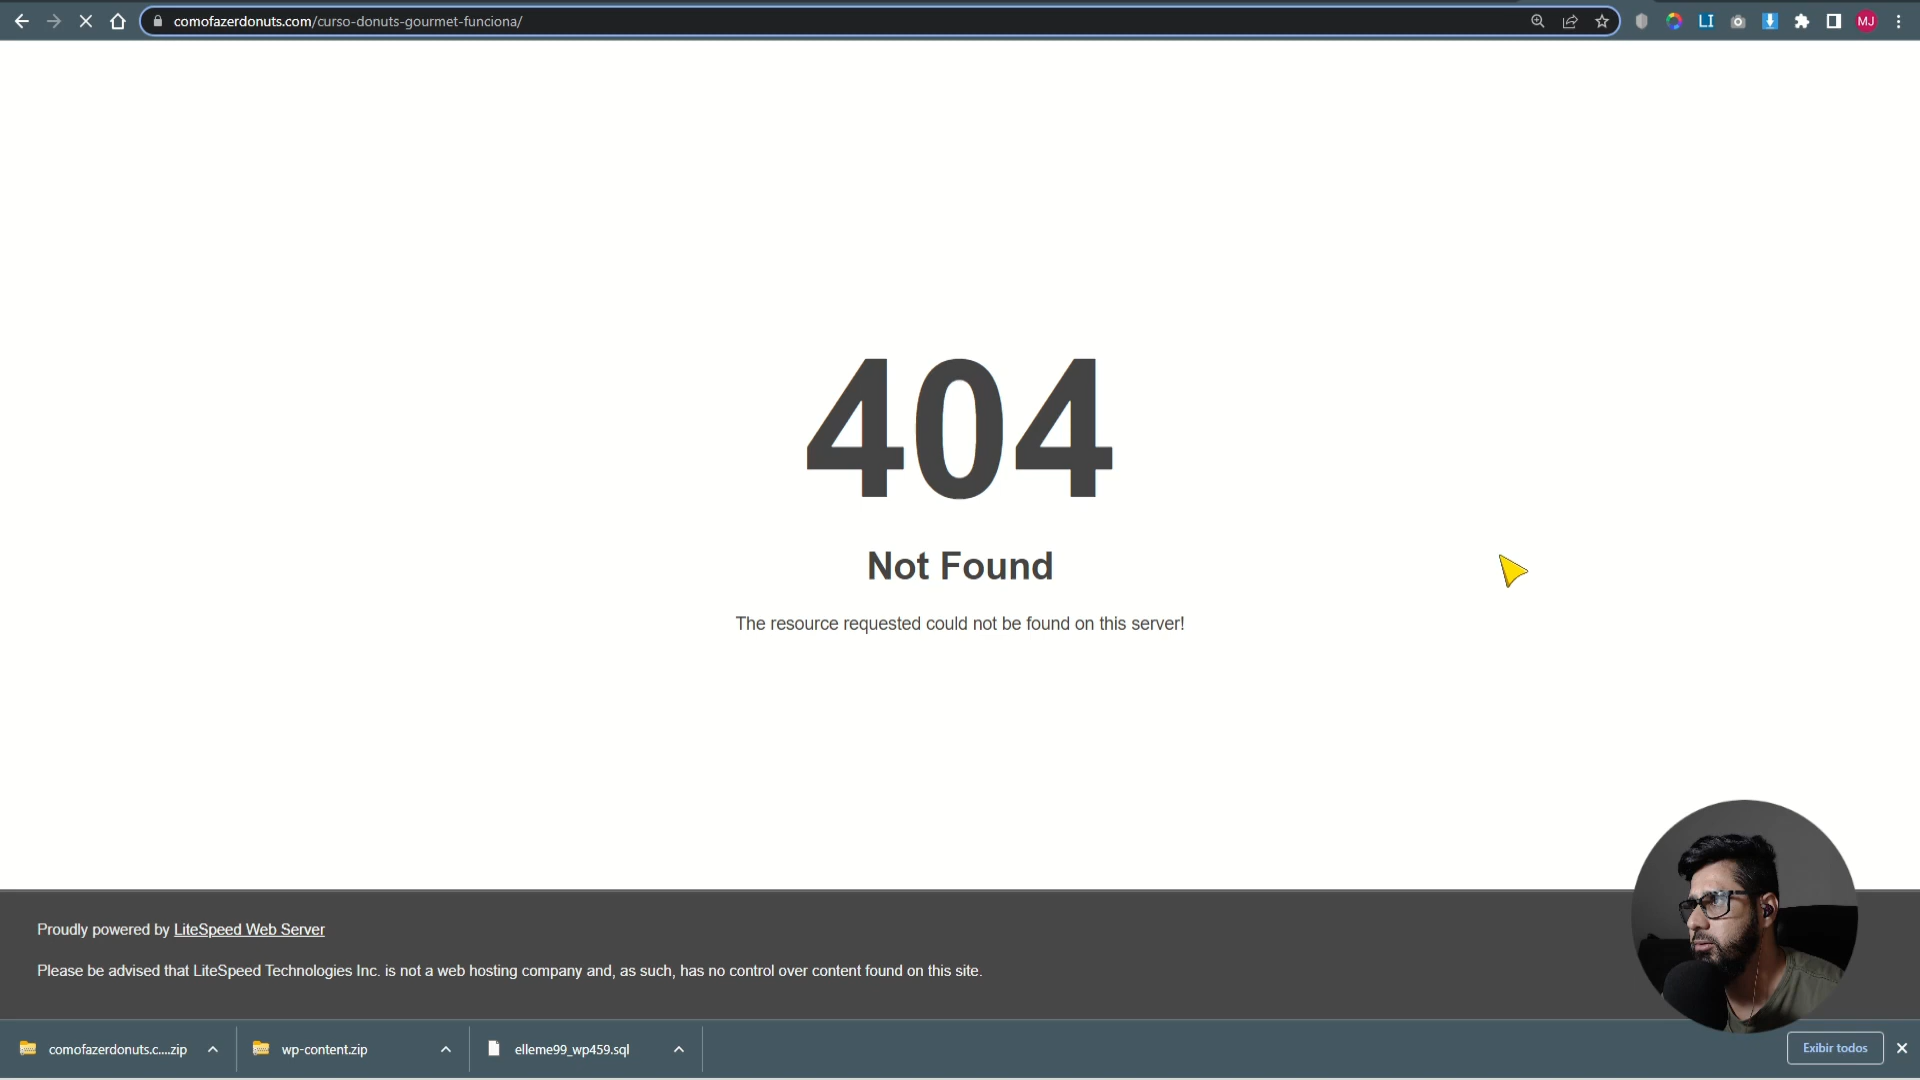 comofazerdonuts.com/curso-donuts-gourmet-funciona/
LI
MJ
404
Not Found
The resource requested could not be found on this server!
Proudly powered by LiteSpeed Web Server
Please be advised that LiteSpeed Technologies Inc. is not a web hosting company and, as such, has no control over content found on this site.
comofazerdonuts.c....zip
wp-content.zip
elleme99_wp459.sql
Exibir todos